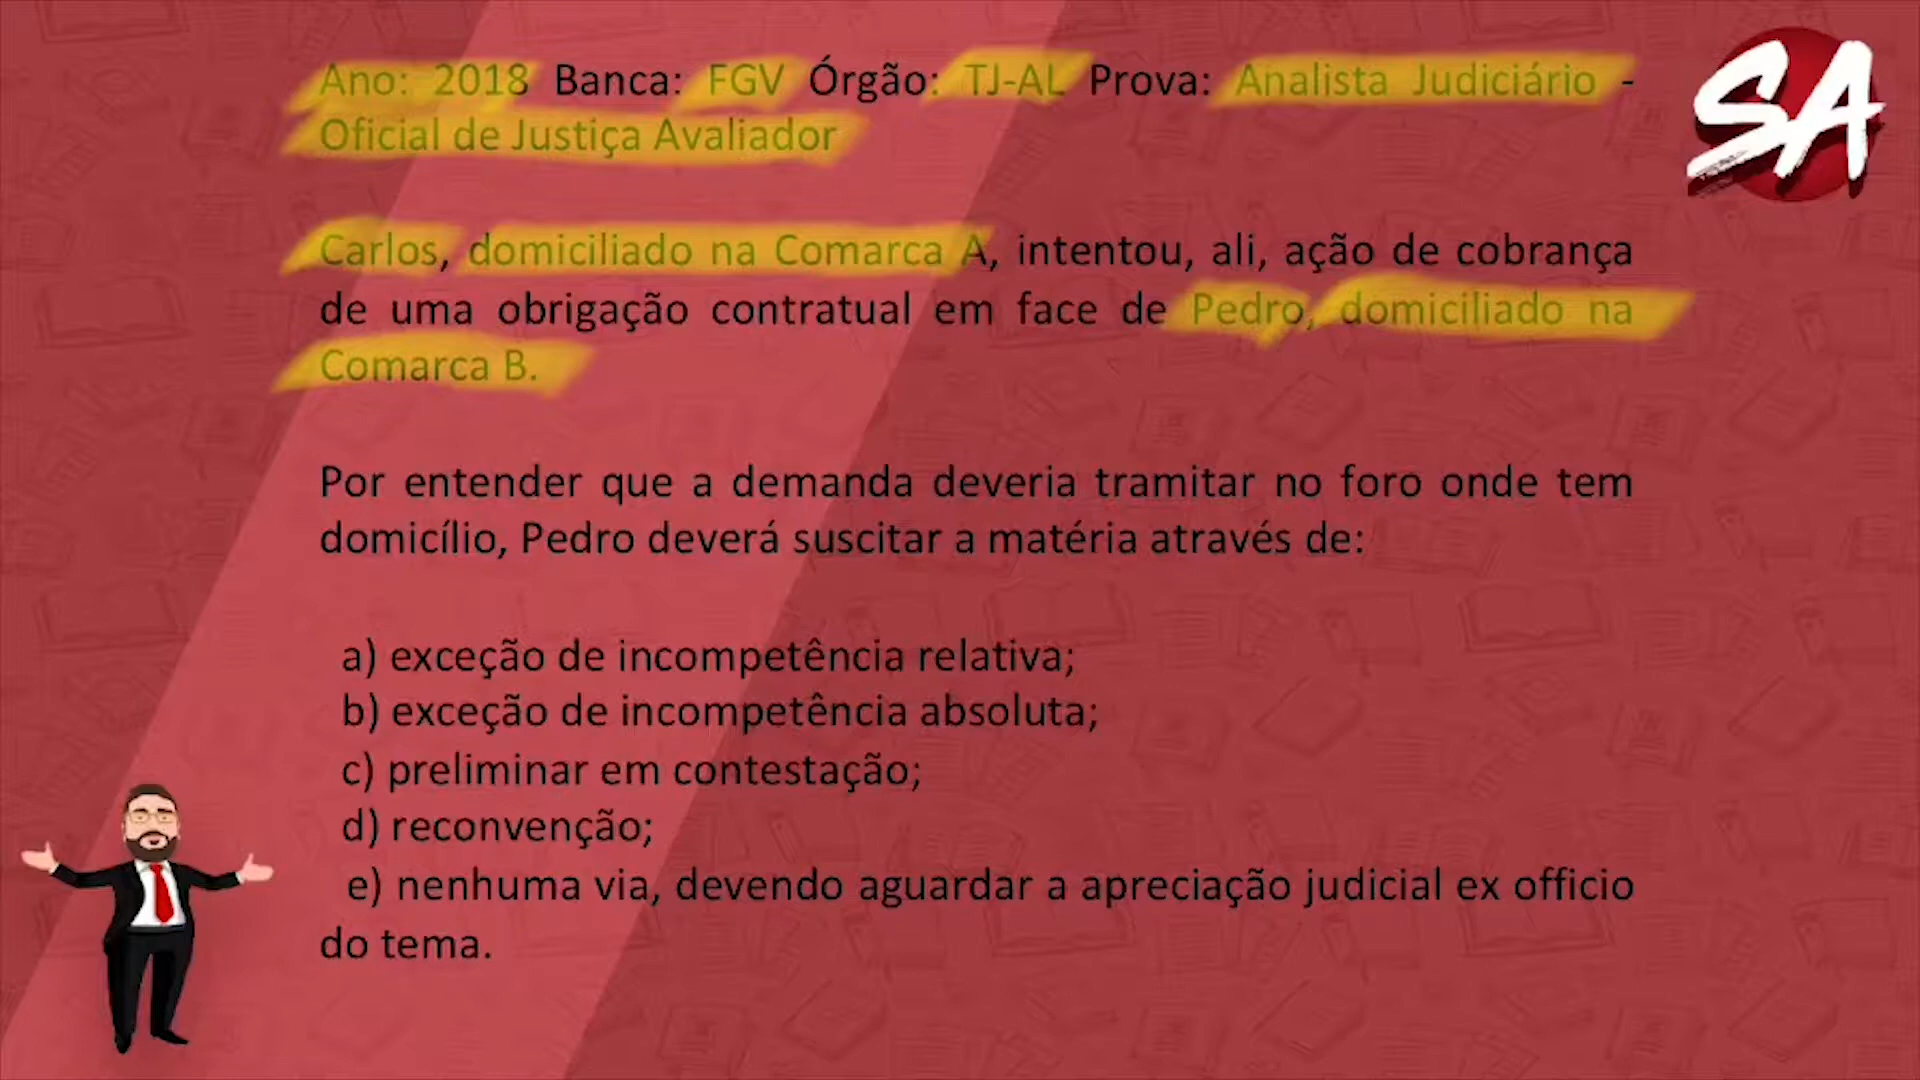 Ano: 2018 Banca: FGV Órgão: TJ-AL Prova: Analista Judiciário -
Oficial de Justiça Avaliador
SA
Carlos, domiciliado na Comarca A, intentou, ali, ação de cobrança
de uma obrigação contratual em face de Pedro, domiciliado na
Comarca B.
Por entender que a demanda deveria tramitar no foro onde tem
domicílio, Pedro deverá suscitar a matéria através de:
a) exceção de incompetência relativa;
b) exceção de incompetência absoluta;
c) preliminar em contestação;
d) reconvenção;
e) nenhuma via, devendo aguardar a apreciação judicial ex officio
do tema.